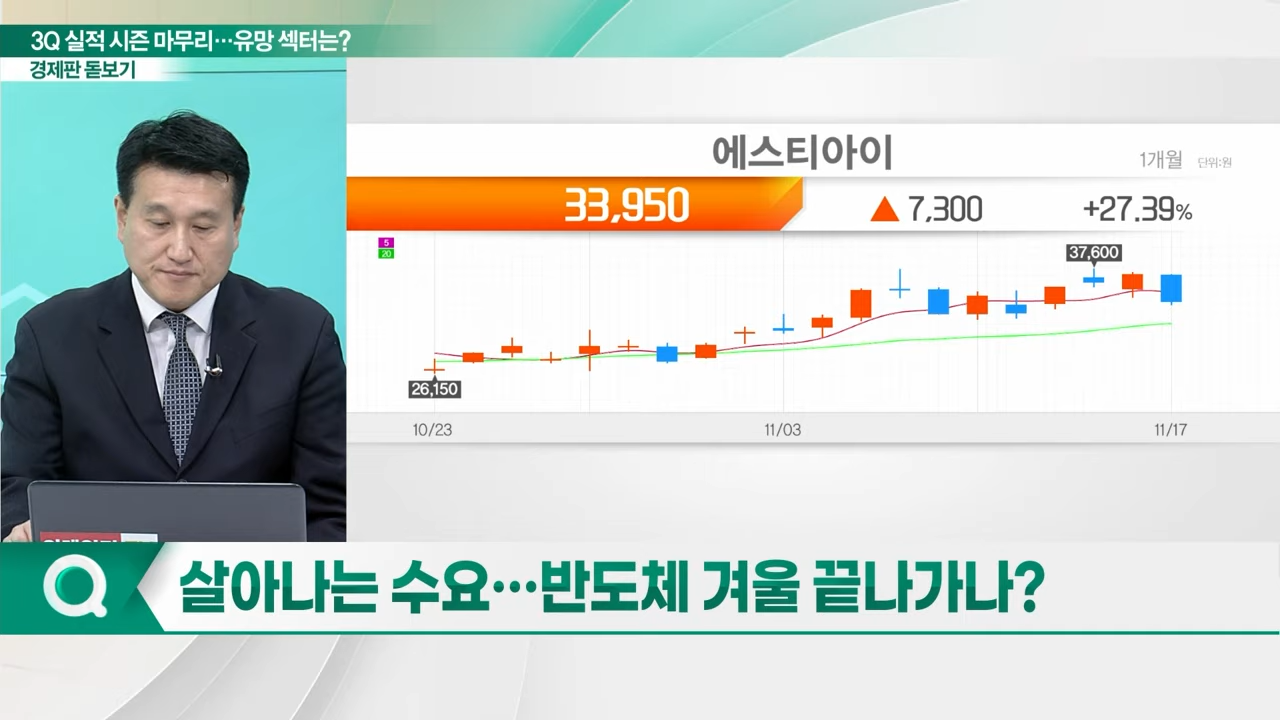 3Q 실적 시즌 마무리…유망 섹터는?
경제판 돋보기
에스티아이
1개월 단위:원
33,950 ▲ 7,300 +27.39%
5
20
37,600
26,150
10/23 11/03 11/17
살아나는 수요…반도체 겨울 끝나가나?